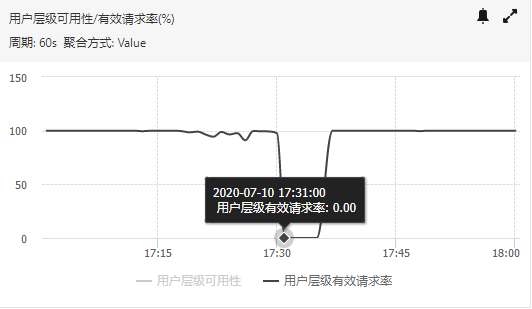 用户层级可用性/有效请求率(%)
周期: 60s 聚合方式: Value
150
100
50
0
2020-07-10 17:31:00
用户层级有效请求率: 0.00
17:15
17:30
17:45
18:00
用户层级可用性
用户层级有效请求率